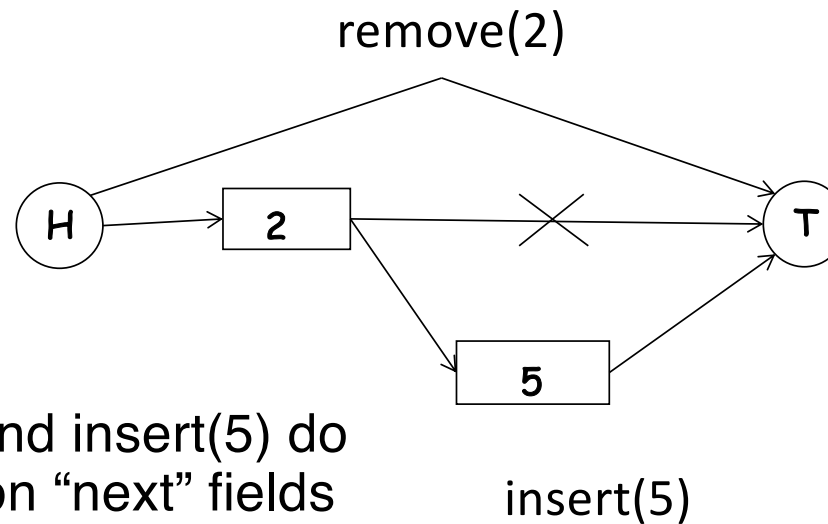 remove(2)
H
2
T
5
nd insert(5) do
on “next” fields
insert(5)